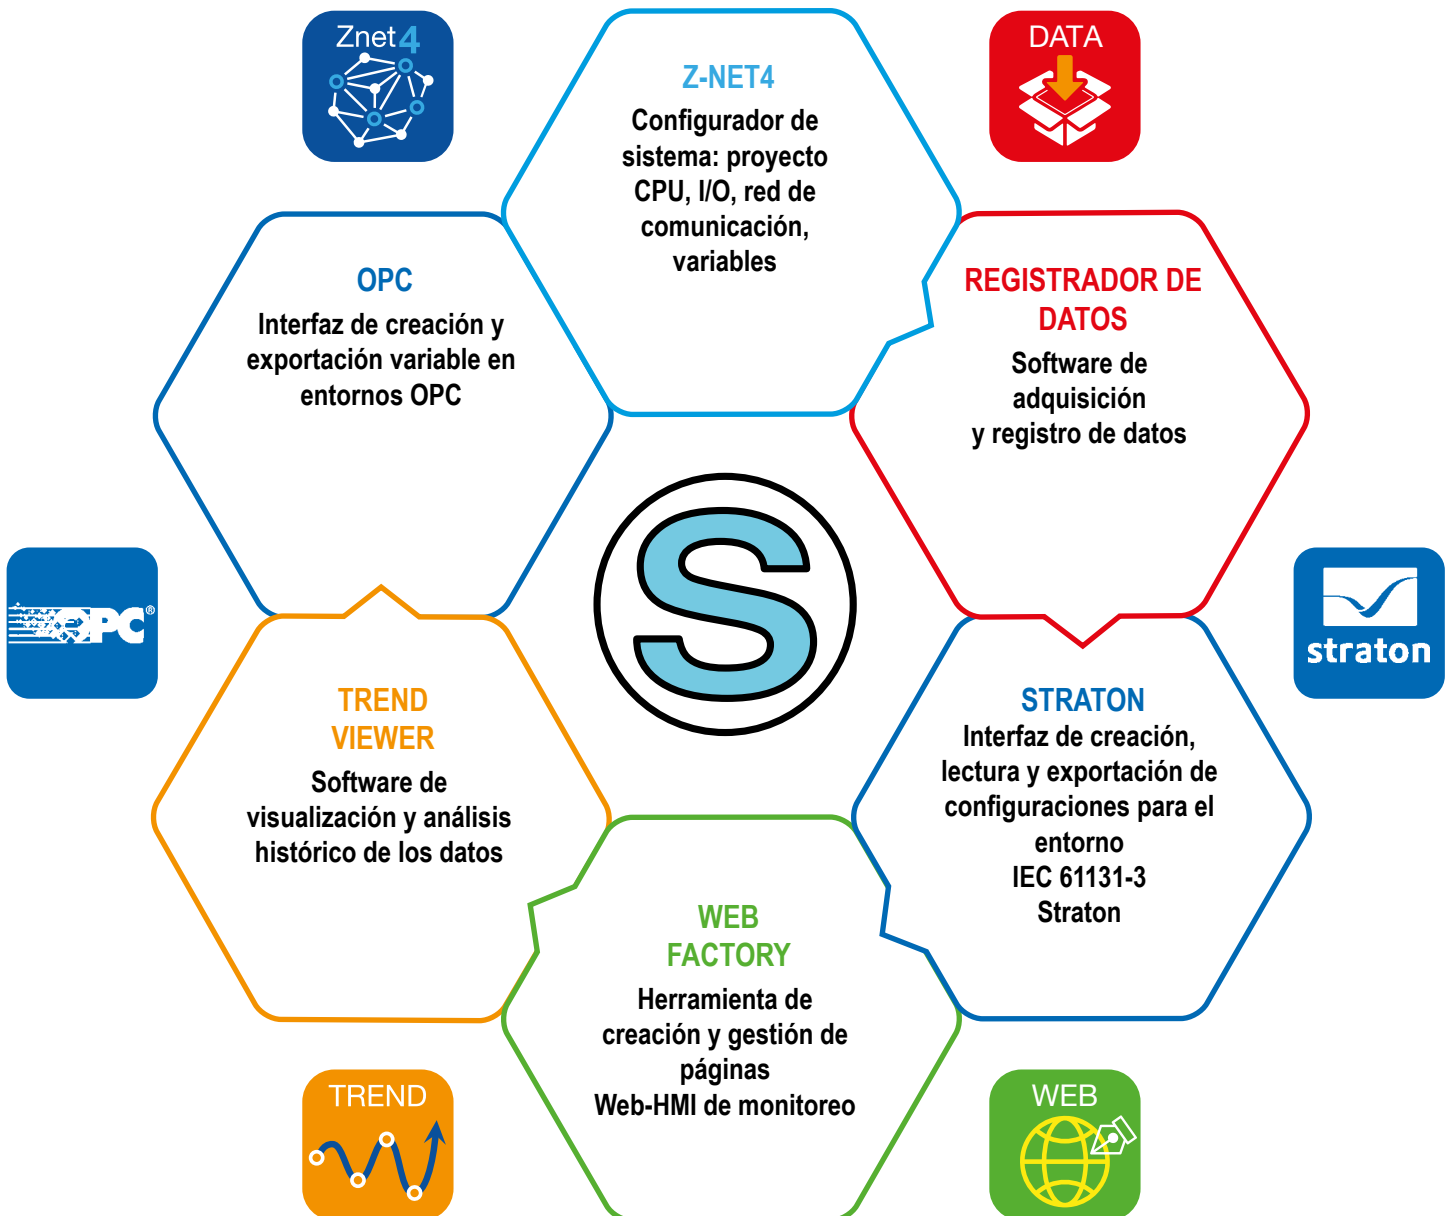 Znet4
DATA
Z-NET4
Configurador de
sistema: proyecto
CPU, I/O, red de
comunicación,
variables
OPC
Interfaz de creación y
exportación variable en
entornos OPC
REGISTRADOR DE
DATOS
Software de
adquisición
y registro de datos
S
OPC®
straton
TREND
VIEWER
Software de
visualización y análisis
histórico de los datos
STRATON
Interfaz de creación,
lectura y exportación de
configuraciones para el
entorno
IEC 61131-3
Straton
WEB
FACTORY
Herramienta de
creación y gestión de
páginas
Web-HMI de monitoreo
TREND
WEB